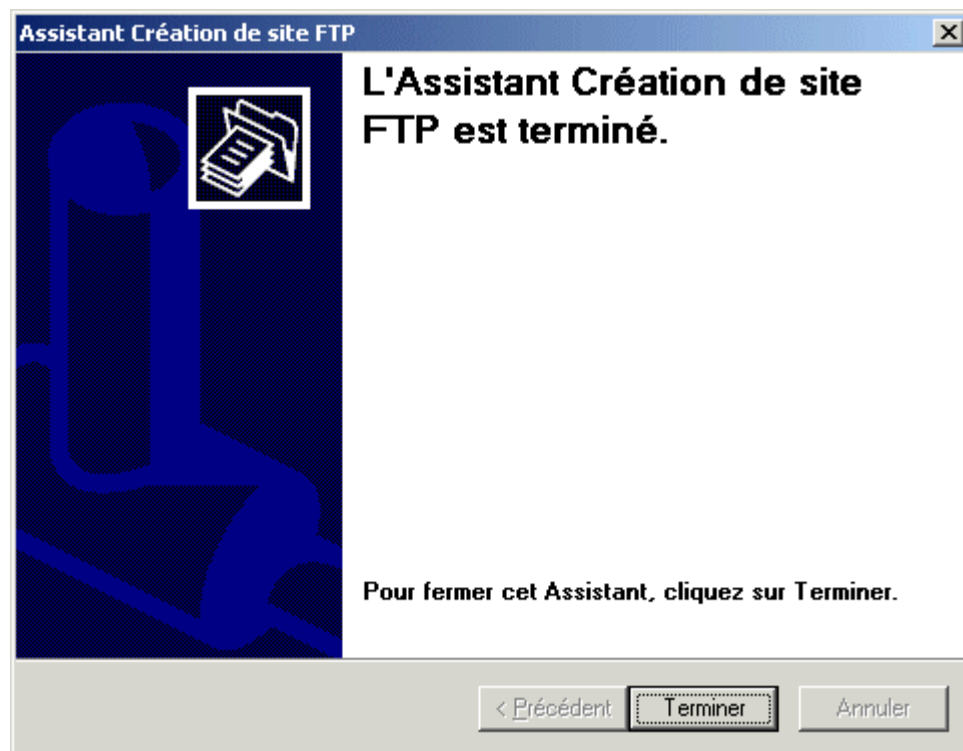 Assistant Création de site FTP
L'Assistant Création de site
FTP est terminé.
Pour fermer cet Assistant, cliquez sur Terminer.
< Précédent Terminer Annuler